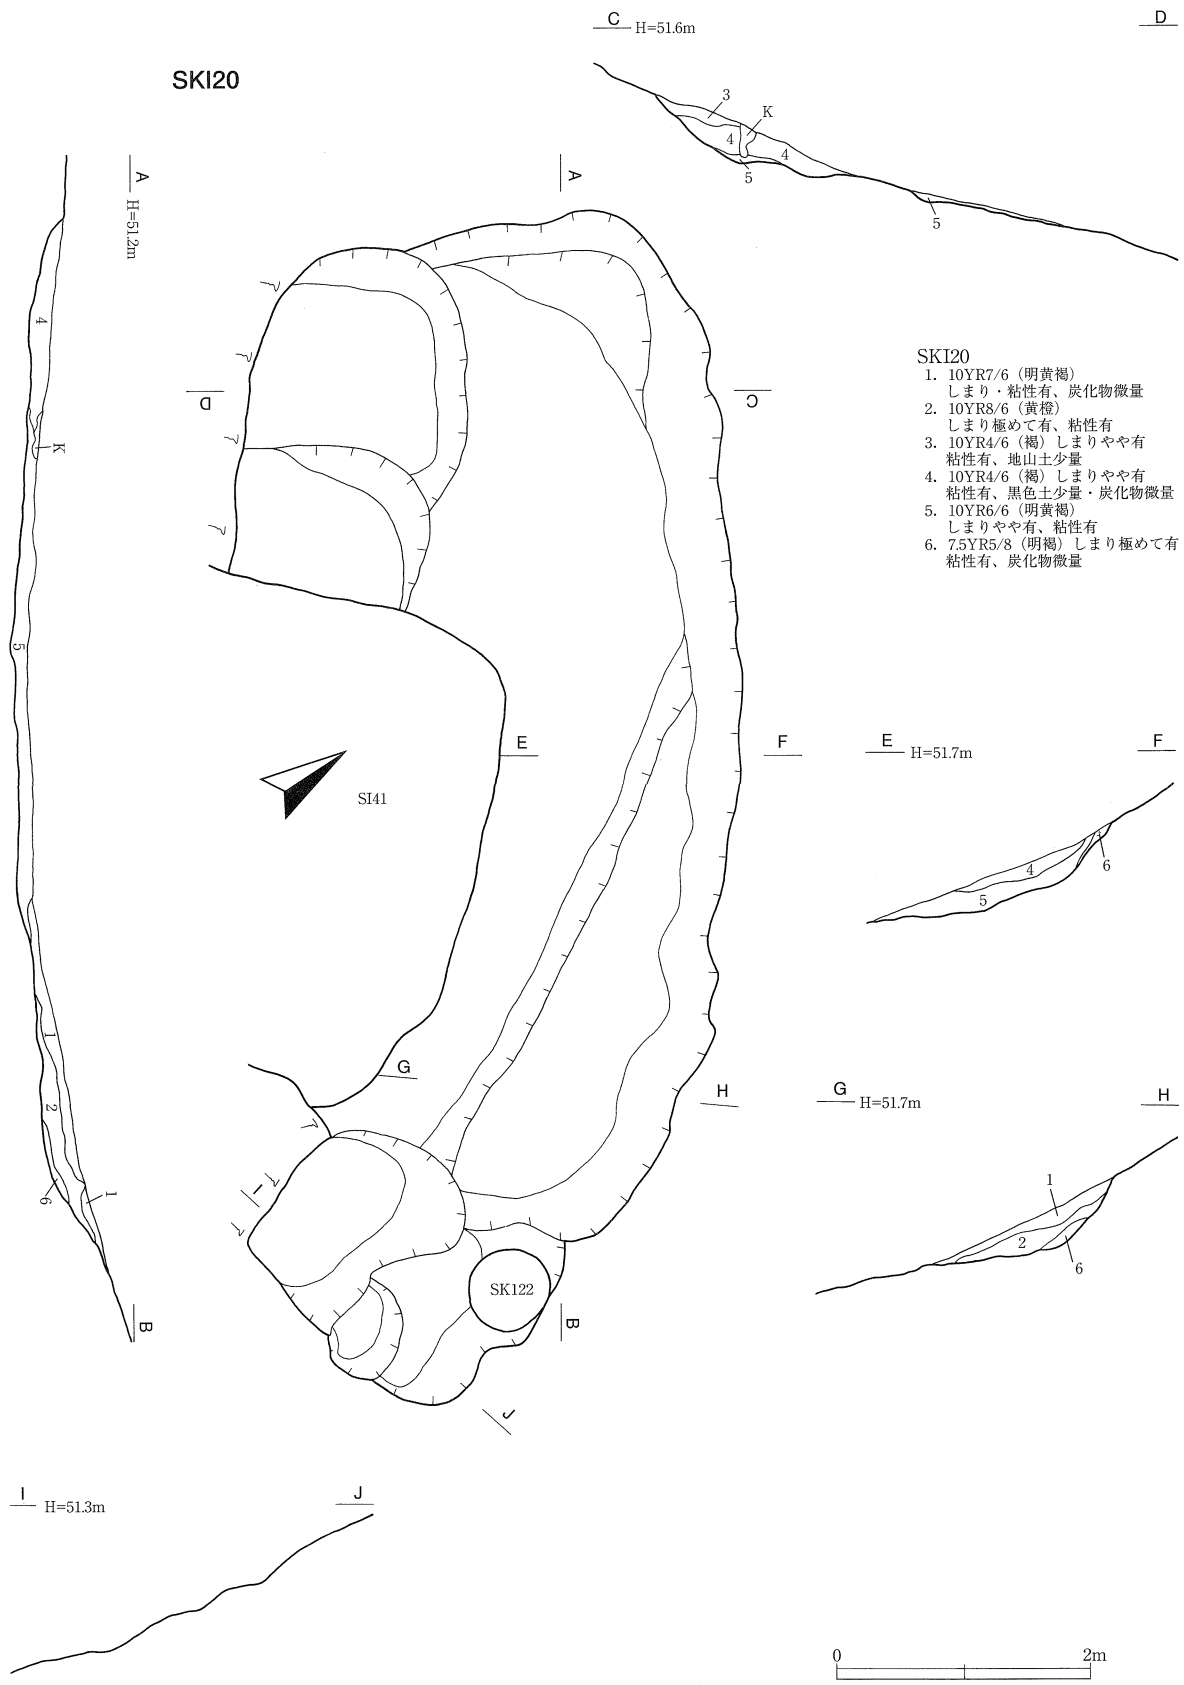 SKI20
C H=51.6m D
3
K
4
4
5
5
A
H=51.2m
A
4
K
5
1
2
6
1
B
D
C
SKI20
1. 10YR7/6（明黄褐）
しまり・粘性有、炭化物微量
2. 10YR8/6（黄橙）
しまり極めて有、粘性有
3. 10YR4/6（褐）しまりやや有
粘性有、地山土少量
4. 10YR4/6（褐）しまりやや有
粘性有、黒色土少量・炭化物微量
5. 10YR6/6（明黄褐）
しまりやや有、粘性有
6. 7.5YR5/8（明褐）しまり極めて有
粘性有、炭化物微量
E
F
SI41
E H=51.7m F
4
5
6
G
H
G H=51.7m H
1
2
6
I
SK122
B
J
I H=51.3m J
0 2m